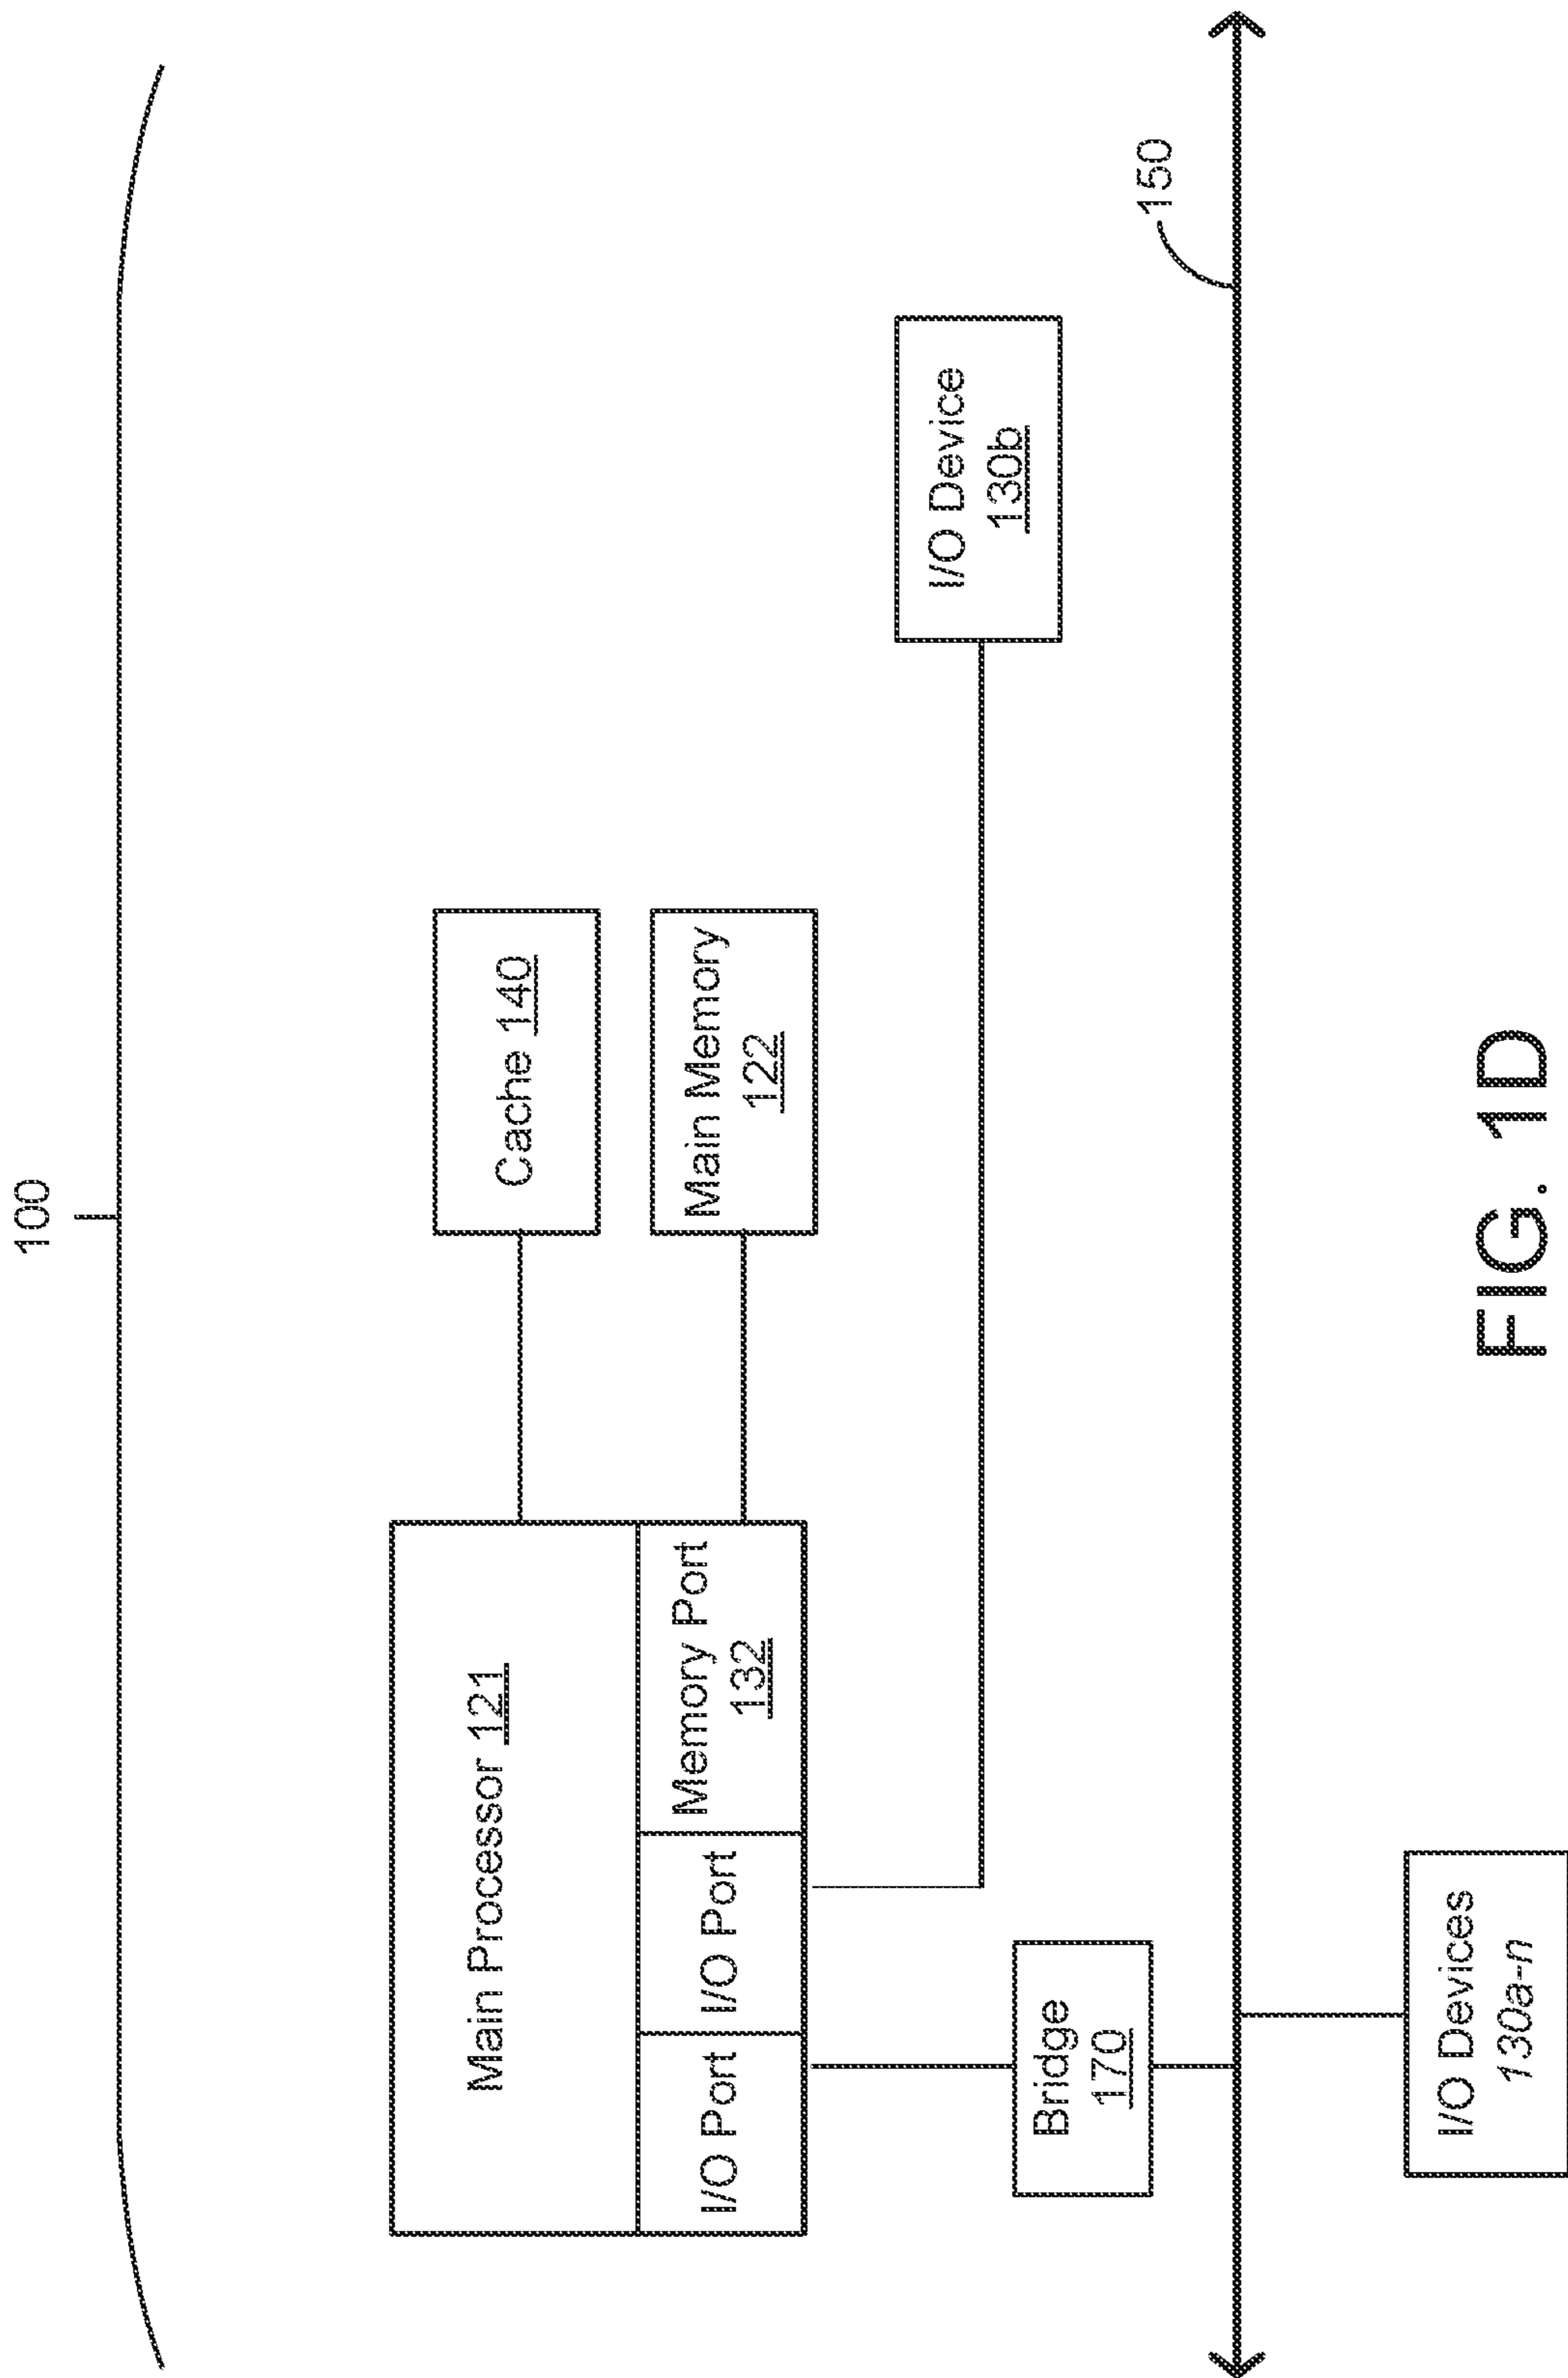 100
Main Processor 121
I/O Port
I/O Port
Memory Port
132
Cache 140
Main Memory
122
I/O Device
130b
Bridge
170
150
I/O Devices
130a-n
FIG. 1D